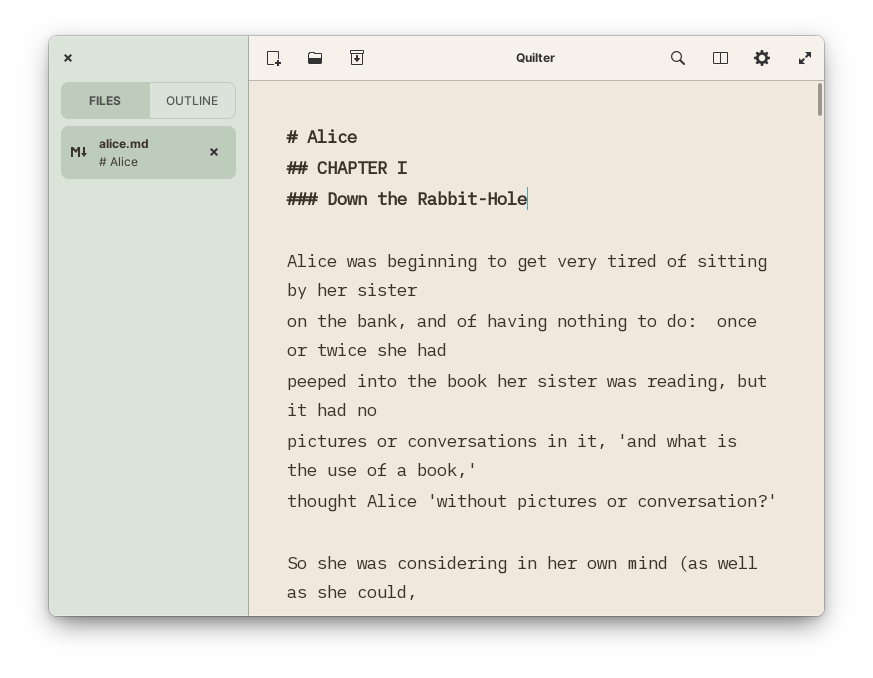 Quilter
FILES
OUTLINE
alice.md
# Alice
# Alice
## CHAPTER I
### Down the Rabbit-Hole
Alice was beginning to get very tired of sitting
by her sister
on the bank, and of having nothing to do:  once
or twice she had
peeped into the book her sister was reading, but
it had no
pictures or conversations in it, 'and what is
the use of a book,'
thought Alice 'without pictures or conversation?'
So she was considering in her own mind (as well
as she could,